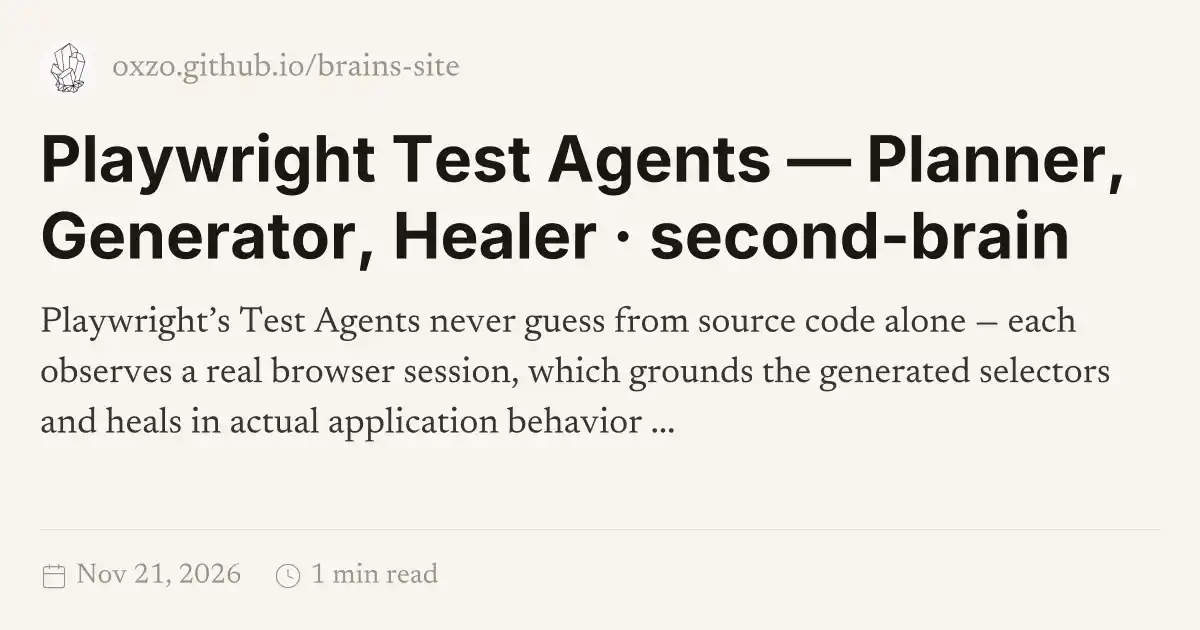 oxzo.github.io/brains-site
Playwright Test Agents — Planner,
Generator, Healer · second-brain
Playwright’s Test Agents never guess from source code alone — each
observes a real browser session, which grounds the generated selectors
and heals in actual application behavior ...
Nov 21, 2026 1 min read